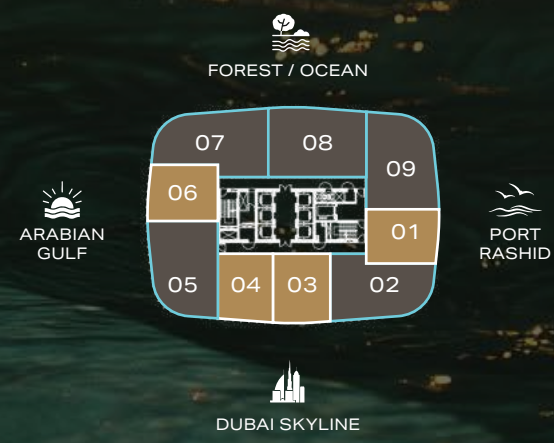 FOREST / OCEAN
07
08
09
06
01
ARABIAN
GULF
PORT
RASHID
05
04
03
02
DUBAI SKYLINE